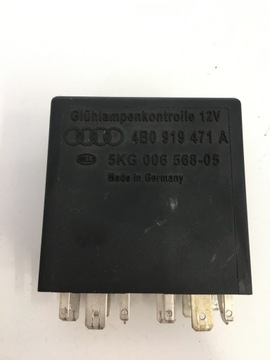 Glühlampenkontrolle 12V
4B0 919 471 A
5KG 006 568-05
Made in Germany